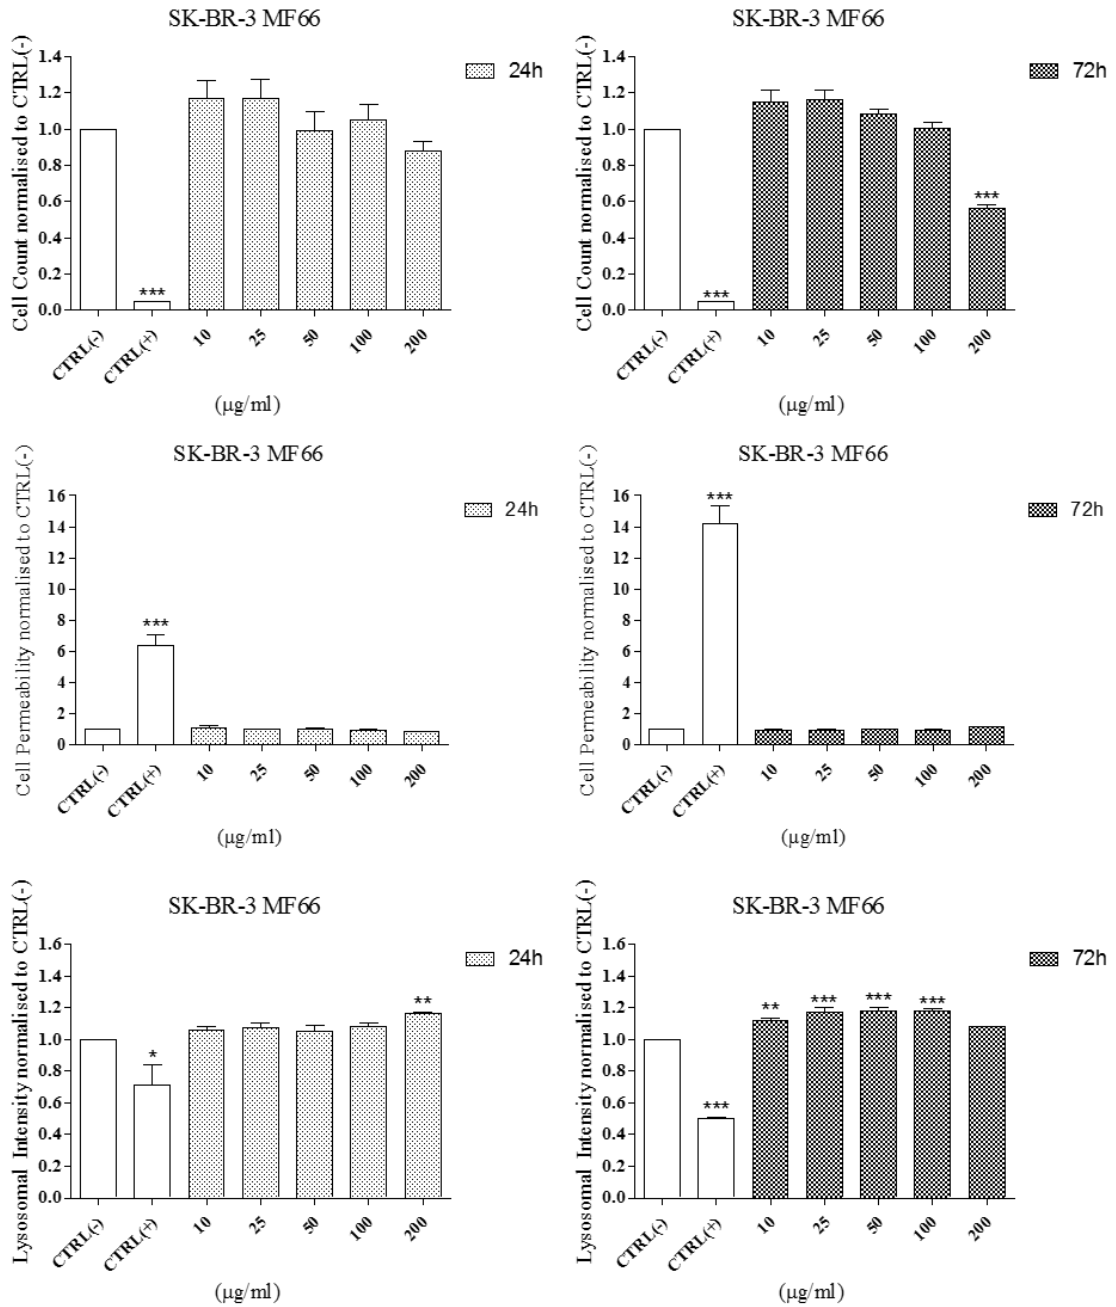 SK-BR-3 MF66
Cell Count normalised to CTRL(-)
1.4
1.2
1.0
0.8
0.6
0.4
0.2
0.0
***
24h
CTRL(-) CTRL(+) 10 25 50 100 200
(µg/ml)
SK-BR-3 MF66
Cell Count normalised to CTRL(-)
1.4
1.2
1.0
0.8
0.6
0.4
0.2
0.0
***
***
72h
CTRL(-) CTRL(+) 10 25 50 100 200
(µg/ml)
SK-BR-3 MF66
Cell Permeability normalised to CTRL(-)
16
14
12
10
8
6
4
2
0
***
24h
CTRL(-) CTRL(+) 10 25 50 100 200
(µg/ml)
SK-BR-3 MF66
Cell Permeability normalised to CTRL(-)
16
14
12
10
8
6
4
2
0
***
72h
CTRL(-) CTRL(+) 10 25 50 100 200
(µg/ml)
SK-BR-3 MF66
Lysosomal Intensity normalised to CTRL(-)
1.6
1.4
1.2
1.0
0.8
0.6
0.4
0.2
0.0
*
**
24h
CTRL(-) CTRL(+) 10 25 50 100 200
(µg/ml)
SK-BR-3 MF66
Lysosomal Intensity normalised to CTRL(-)
1.6
1.4
1.2
1.0
0.8
0.6
0.4
0.2
0.0
*** ** *** *** ***
72h
CTRL(-) CTRL(+) 10 25 50 100 200
(µg/ml)